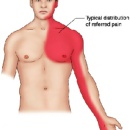 Typical distribution
of referred pain